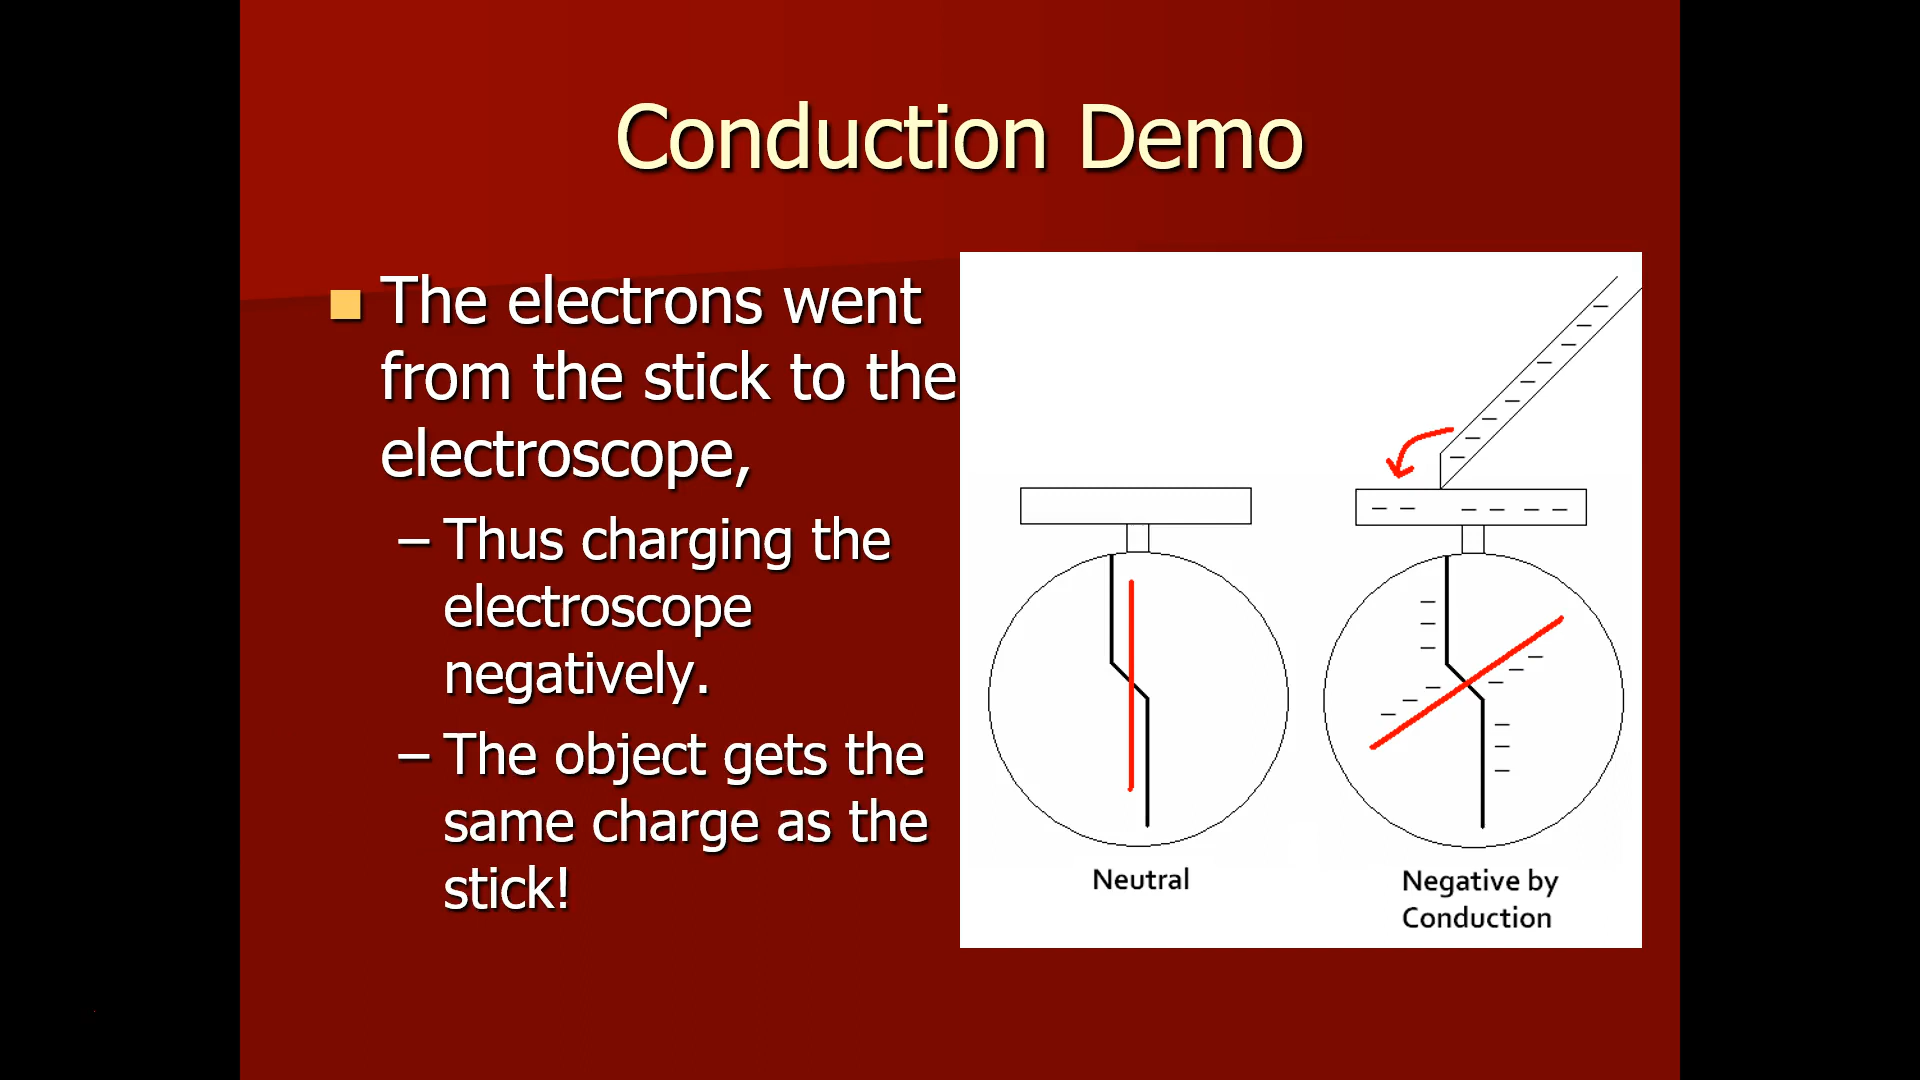 Conduction Demo
The electrons went
from the stick to the
electroscope,
– Thus charging the
electroscope
negatively.
– The object gets the
same charge as the
stick!
Neutral
Negative by
Conduction